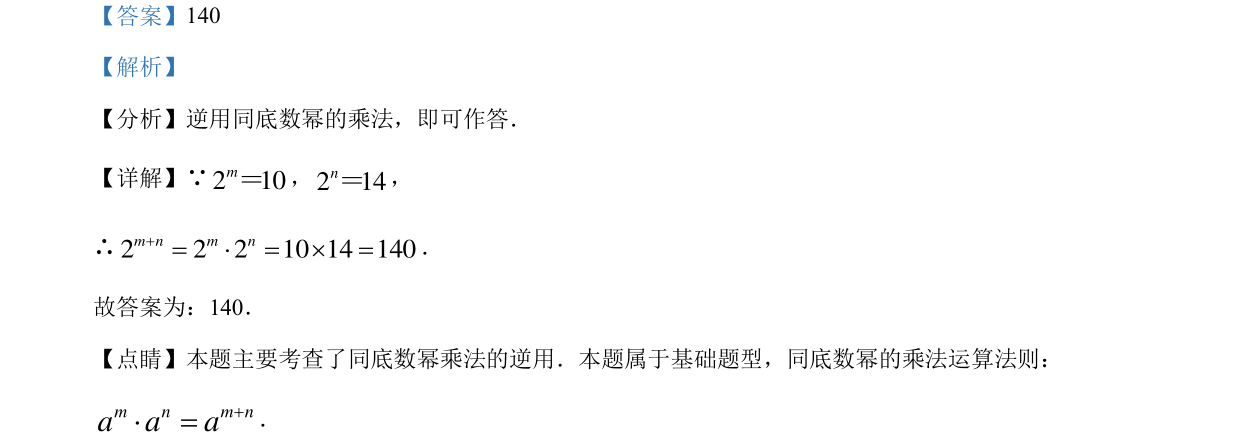 【答案】140
【解析】
【分析】逆用同底数幂的乘法，即可作答．
【详解】∵ $2^m=10$，$2^n=14$，
∴ $2^{m+n}=2^m\cdot 2^n=10\times 14=140$．
故答案为：140．
【点睛】本题主要考查了同底数幂乘法的逆用．本题属于基础题型，同底数幂的乘法运算法则：
$a^m\cdot a^n=a^{m+n}$．